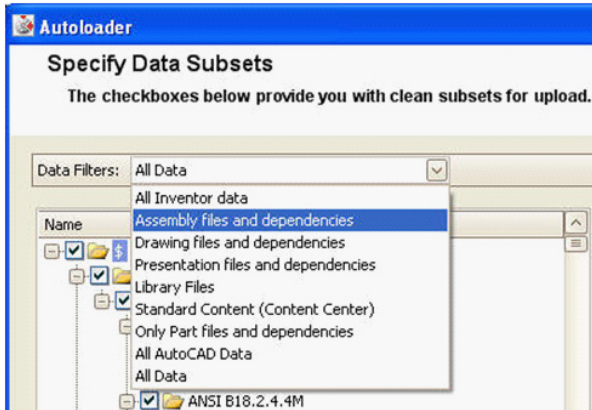 Autoloader
Specify Data Subsets
The checkboxes below provide you with clean subsets for upload.
Data Filters: All Data
All Inventor data
Name
Assembly files and dependencies
$
Drawing files and dependencies
Presentation files and dependencies
Library Files
Standard Content (Content Center)
Only Part files and dependencies
All AutoCAD Data
All Data
ANSI B18.2.4.4M